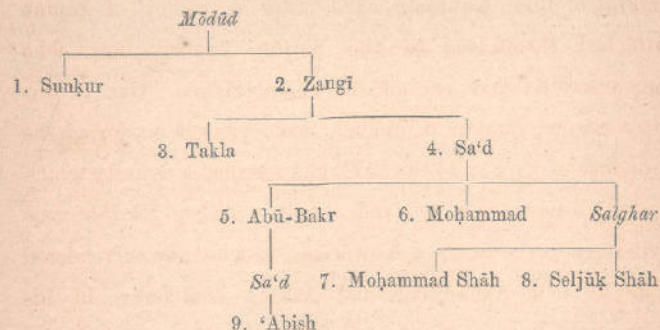 Mōdūd
1. Sunḳur 2. Zangī
3. Takla 4. Sa‘d
5. Abū-Bakr 6. Moḥammad Salghar
Sa‘d 7. Moḥammad Shāh 8. Seljūḳ Shāh
9. ‘Abish